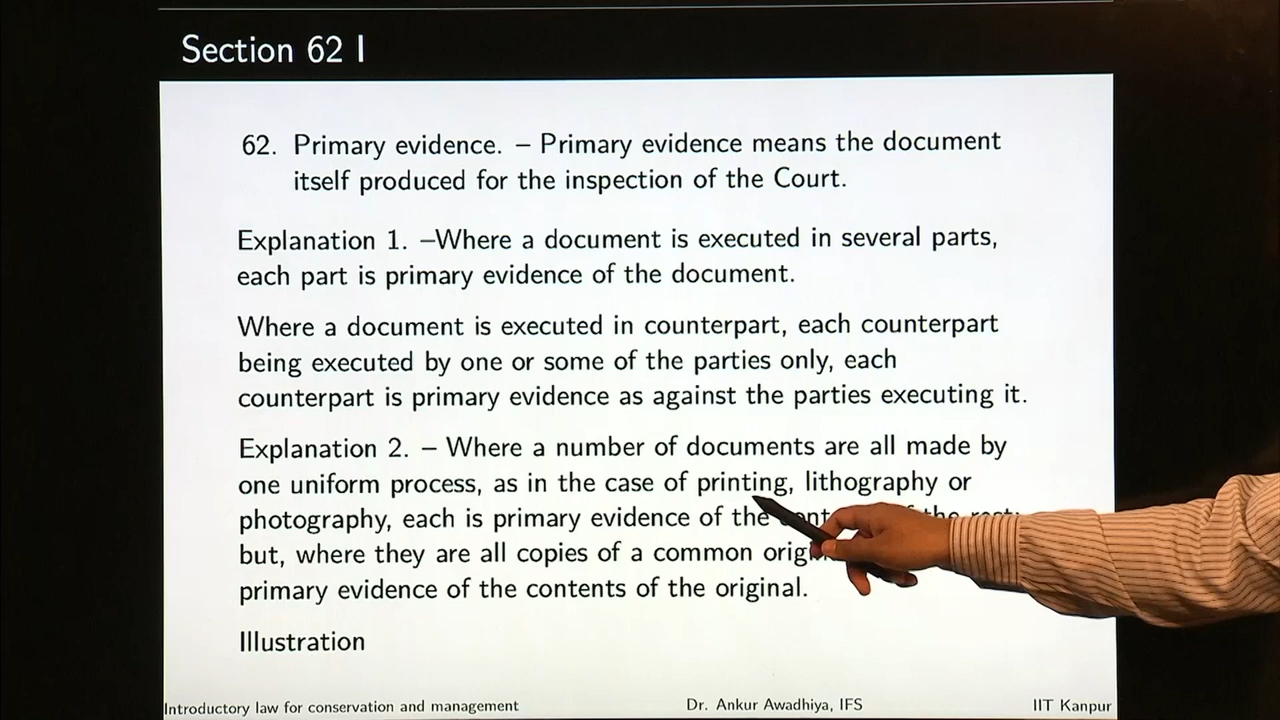 Section 62 I
62. Primary evidence. – Primary evidence means the document
itself produced for the inspection of the Court.
Explanation 1. –Where a document is executed in several parts,
each part is primary evidence of the document.
Where a document is executed in counterpart, each counterpart
being executed by one or some of the parties only, each
counterpart is primary evidence as against the parties executing it.
Explanation 2. – Where a number of documents are all made by
one uniform process, as in the case of printing, lithography or
photography, each is primary evidence of the
but, where they are all copies of a common
primary evidence of the contents of the original.
Illustration
Introductory law for conservation and management Dr. Ankur Awadhiya, IFS IIT Kanpur